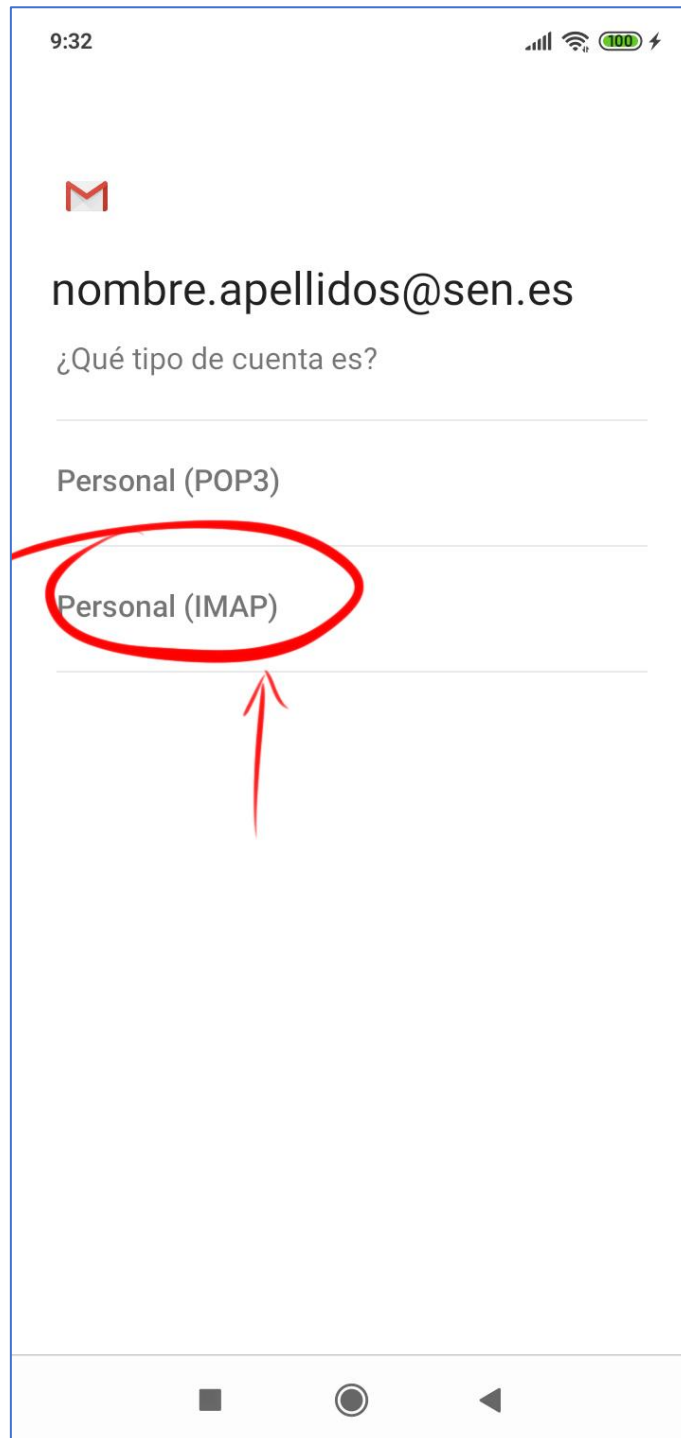 9:32
100
nombre.apellidos@sen.es
¿Qué tipo de cuenta es?
Personal (POP3)
Personal (IMAP)